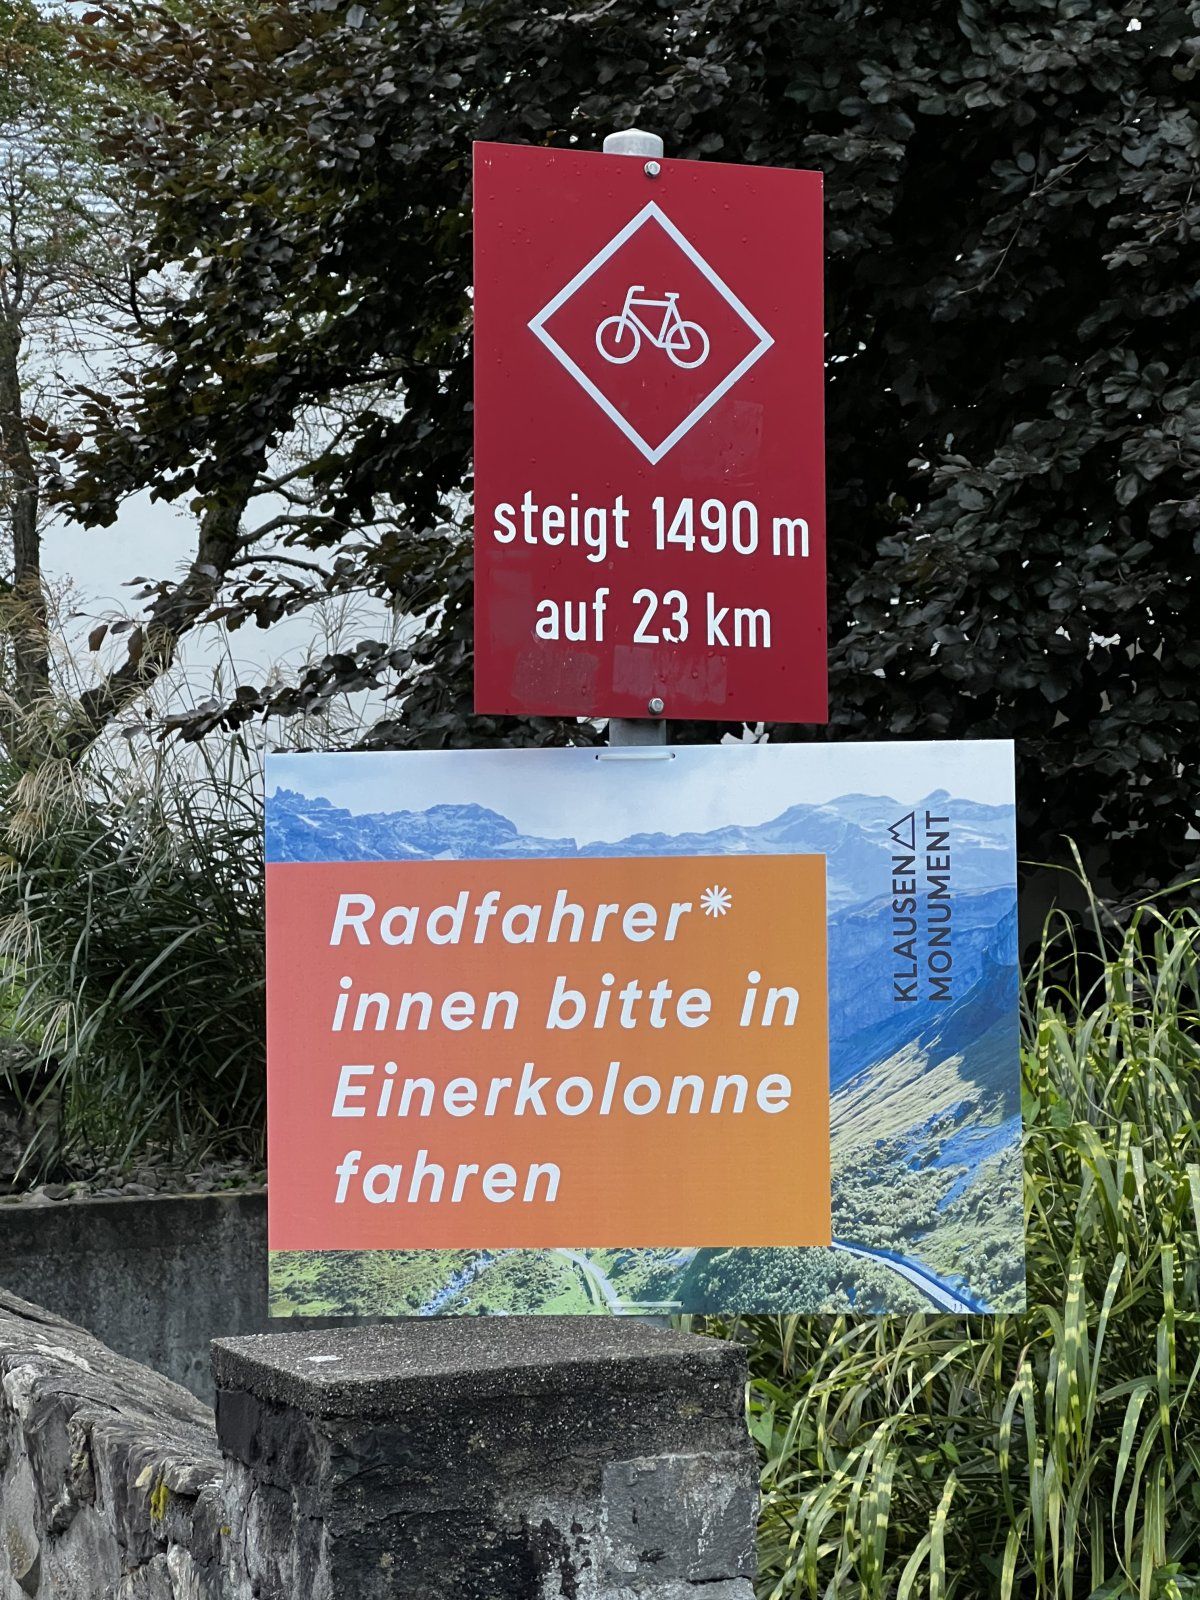 steigt 1490 m
auf 23 km
Radfahrer*
innen bitte in
Einerkolonne
fahren
KLAUSEN
MONUMENT